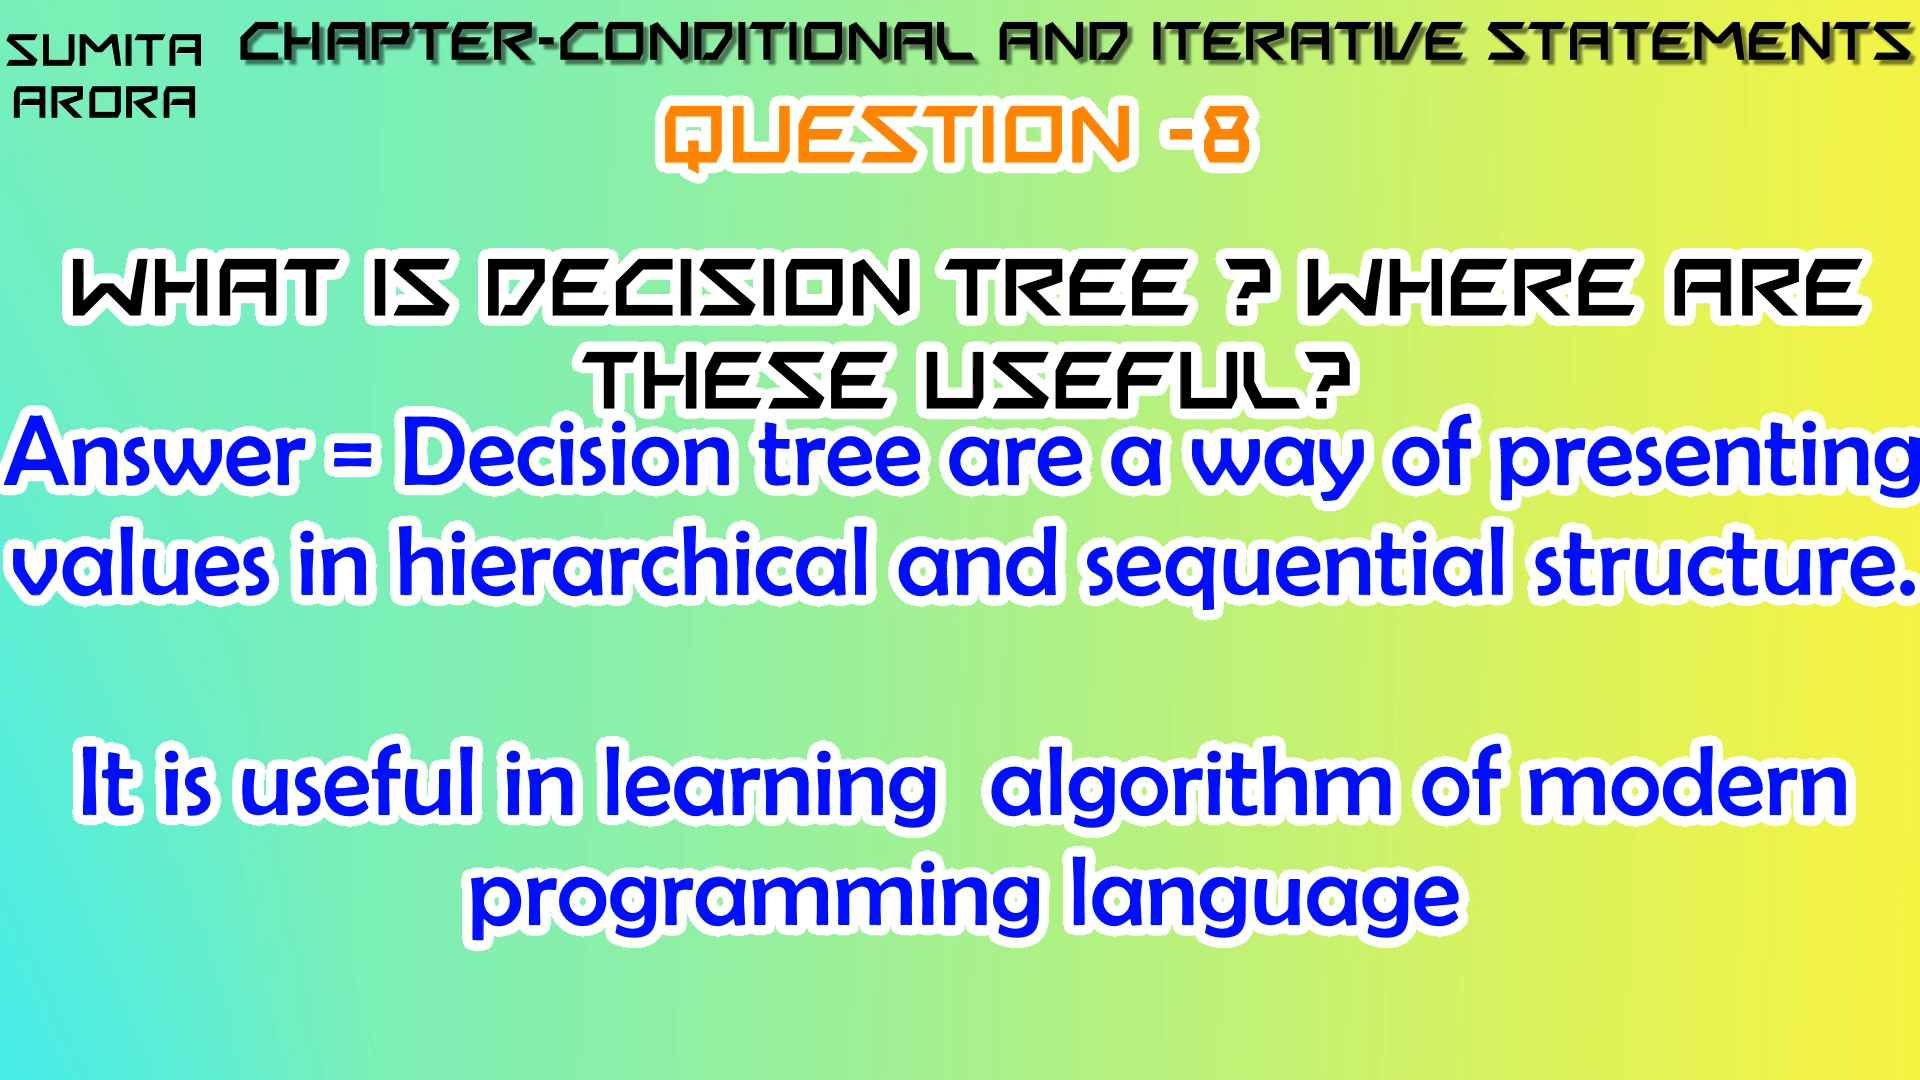 SUMITA
ARORA
CHAPTER-CONDITIONAL AND ITERATIVE STATEMENTS
QUESTION -8
WHAT IS DECISION TREE ? WHERE ARE
THESE USEFUL?
Answer = Decision tree are a way of presenting
values in hierarchical and sequential structure.
It is useful in learning  algorithm of modern
programming language